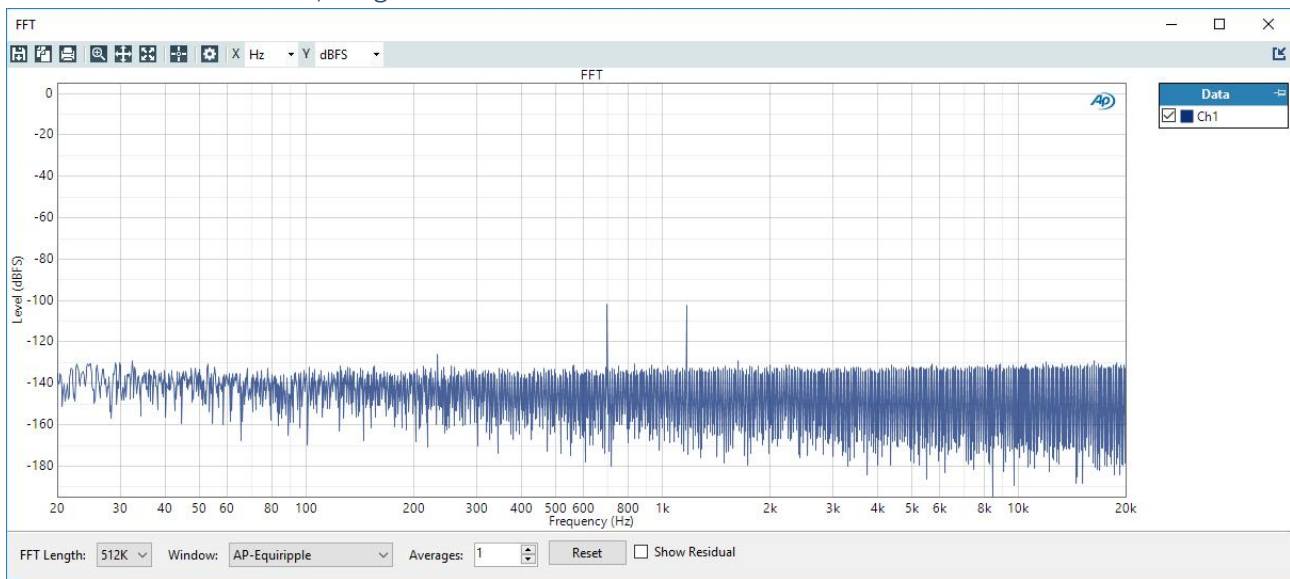 FFT
X Hz Y dBFS
FFT
AP
Data
Ch1
Level (dBFS)
0
-20
-40
-60
-80
-100
-120
-140
-160
-180
20 30 40 50 60 80 100 200 300 400 500 600 800 1k 2k 3k 4k 5k 6k 8k 10k 20k
Frequency (Hz)
FFT Length: 512K Window: AP-Equiripple Averages: 1 Reset Show Residual